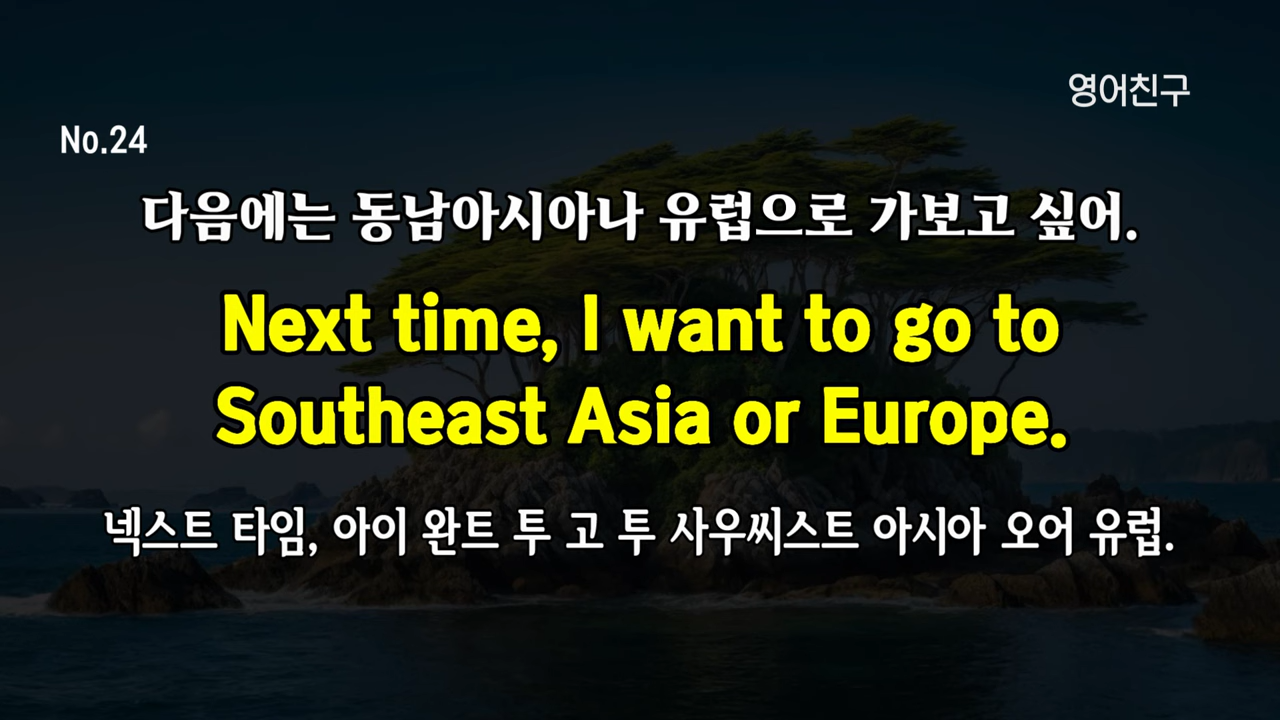 영어친구
No.24
다음에는 동남아시아나 유럽으로 가보고 싶어.
Next time, I want to go to
Southeast Asia or Europe.
넥스트 타임, 아이 완트 투 고 투 사우씨스트 아시아 오어 유럽.